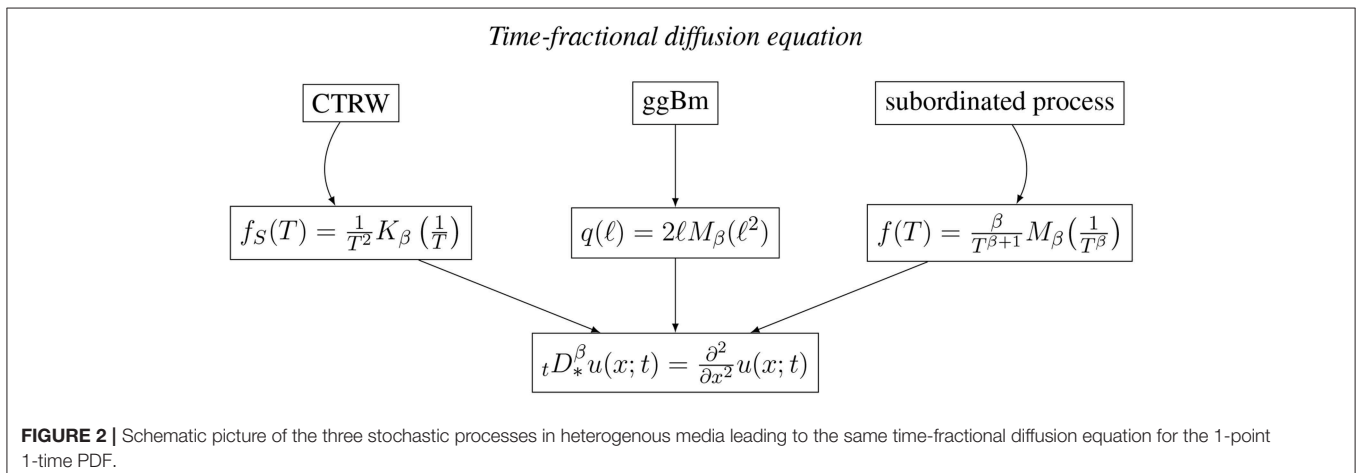 Time-fractional diffusion equation
CTRW ggBm subordinated process
f_S(T) = \frac{1}{T^2} K_β (\frac{1}{T}) q(ℓ) = 2ℓM_β(ℓ^2) f(T) = \frac{β}{T^{β+1}} M_β(\frac{1}{T^β})
_tD_*^β u(x; t) = \frac{∂^2}{∂x^2} u(x; t)
FIGURE 2 | Schematic picture of the three stochastic processes in heterogenous media leading to the same time-fractional diffusion equation for the 1-point
1-time PDF.